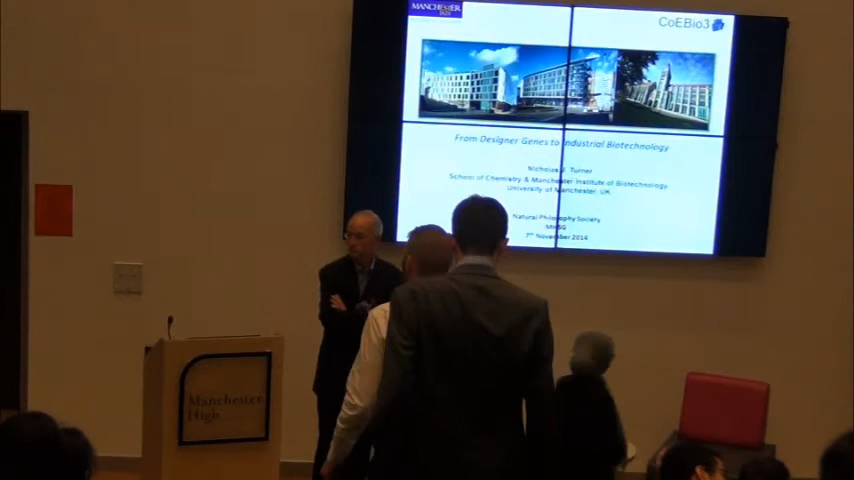 MANCHESTER
1824
CoEBio3
From Designer Genes to Industrial Biotechnology
Nicholas J. Turner
School of Chemistry & Manchester Institute of Biotechnology
University of Manchester, UK
Natural Philosophy Society
7th November 2014
Manchester
High